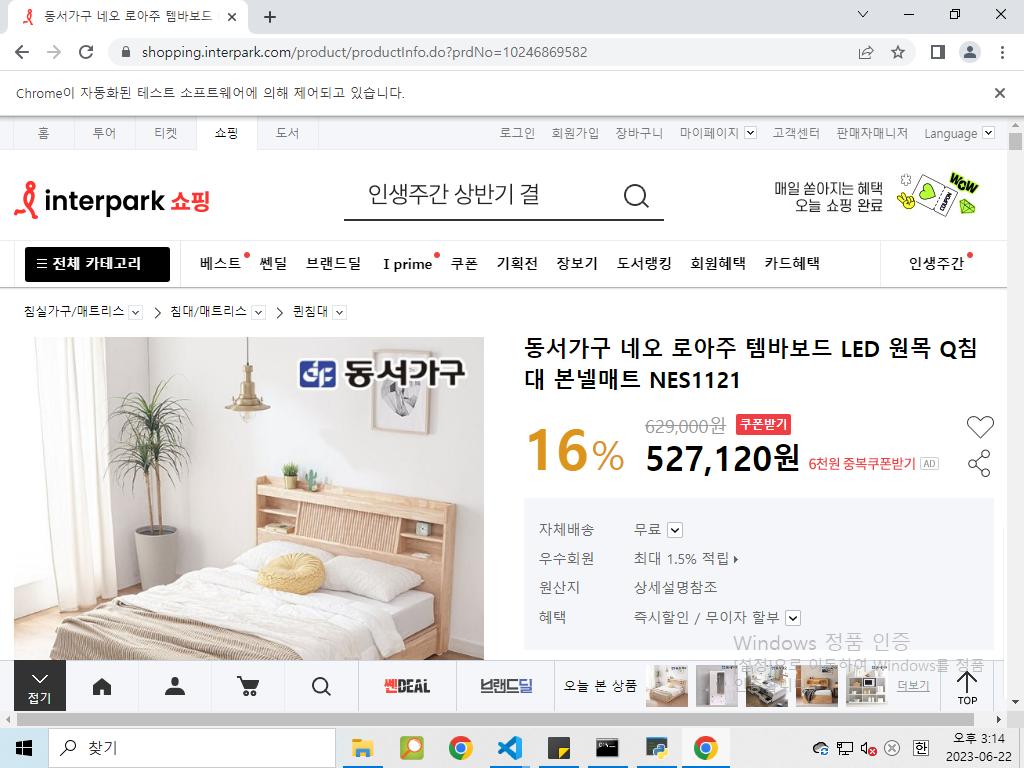 동서가구 네오 로아주 템바보드
shopping.interpark.com/product/productInfo.do?prdNo=10246869582
Chrome이 자동화된 테스트 소프트웨어에 의해 제어되고 있습니다.
홈 투어 티켓 쇼핑 도서 로그인 회원가입 장바구니 마이페이지 고객센터 판매자매니저 Language
interpark 쇼핑
인생주간 상반기 결
매일 쏟아지는 혜택
오늘 쇼핑 완료
WOW
COUPON
전체 카테고리 베스트 쎈딜 브랜드딜 I prime 쿠폰 기획전 장보기 도서랭킹 회원혜택 카드혜택 인생주간
침실가구/매트리스 침대/매트리스 퀸침대
동서가구
동서가구 네오 로아주 템바보드 LED 원목 Q침
대 본넬매트 NES1121
16%
629,000원 쿠폰받기
527,120원 6천원 중복쿠폰받기 AD
자체배송 무료
우수회원 최대 1.5% 적립
원산지 상세설명참조
혜택 즉시할인 / 무이자 할부
Windows 정품 인증
[설정]으로 이동하여 Windows를 정품
접기
쎈DEAL 브랜드딜 오늘 본 상품 더보기 TOP
찾기
한
오후 3:14
2023-06-22